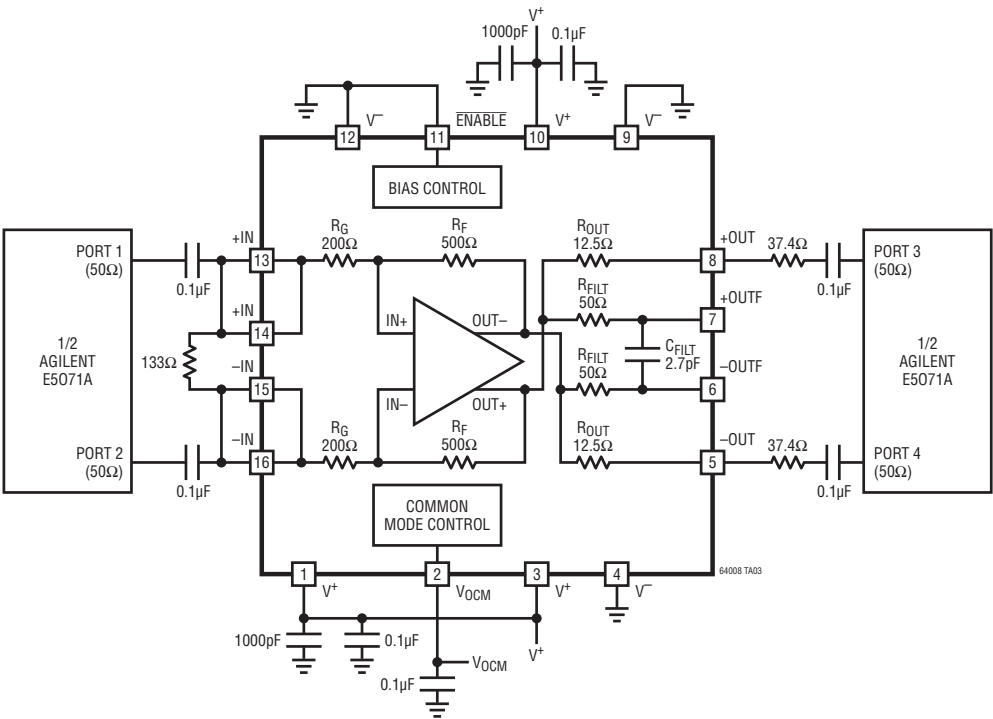 V+
1000pF
0.1µF
V−
ENABLE
V+
V−
12
11
10
9
BIAS CONTROL
PORT 1
(50Ω)
0.1µF
+IN
13
RG
200Ω
RF
500Ω
ROUT
12.5Ω
8
+OUT
37.4Ω
0.1µF
PORT 3
(50Ω)
+IN
14
IN+
OUT−
RFILT
50Ω
7
+OUTF
CFILT
2.7pF
1/2
AGILENT
E5O71A
133Ω
1/2
AGILENT
E5O71A
−IN
15
IN−
OUT+
RFILT
50Ω
6
−OUTF
PORT 2
(50Ω)
0.1µF
−IN
16
RG
200Ω
RF
500Ω
ROUT
12.5Ω
5
−OUT
37.4Ω
0.1µF
PORT 4
(50Ω)
COMMON
MODE CONTROL
64008 TA03
1
2
3
4
V+
VOCM
V+
V−
1000pF
0.1µF
V+
VOCM
0.1µF